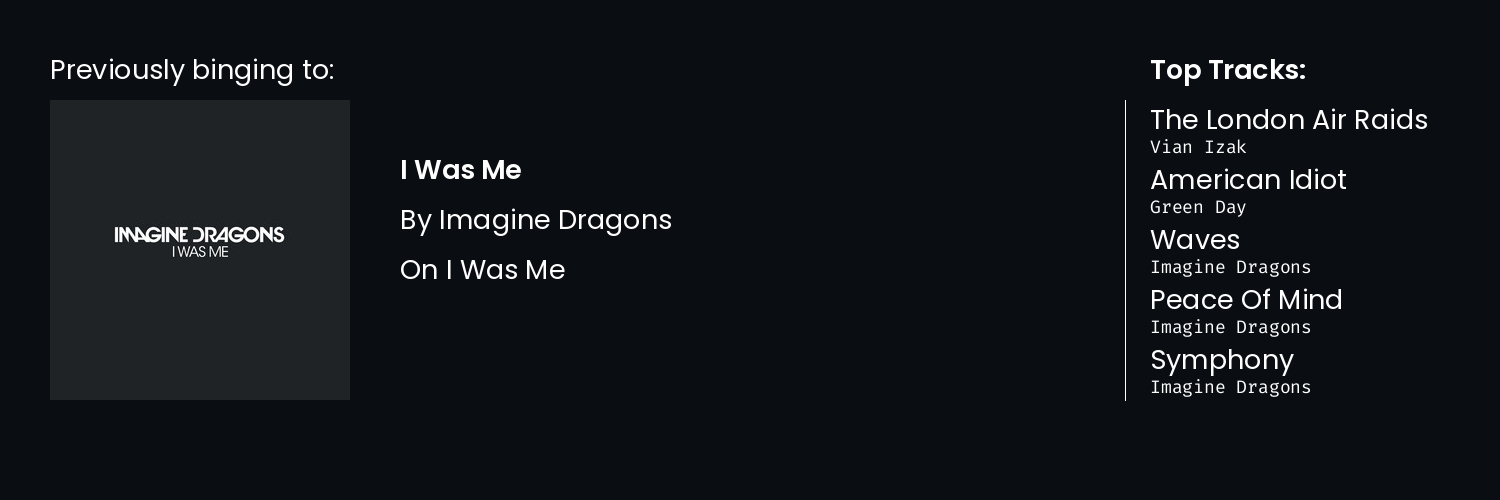 Previously binging to:
IMAGINE DRAGONS
I WAS ME
I Was Me
By Imagine Dragons
On I Was Me
Top Tracks:
The London Air Raids
Vian Izak
American Idiot
Green Day
Waves
Imagine Dragons
Peace Of Mind
Imagine Dragons
Symphony
Imagine Dragons